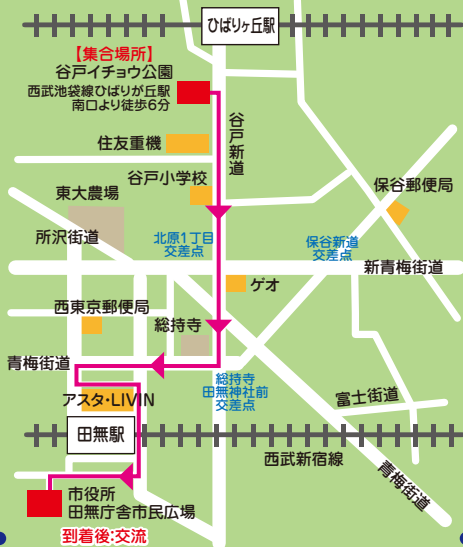 ひばりヶ丘駅
【集合場所】
谷戸イチョウ公園
西武池袋線ひばりが丘駅
南口より徒歩6分
谷戸新道
住友重機
谷戸小学校
東大農場
保谷郵便局
所沢街道
北原1丁目
交差点
保谷新道
交差点
新青梅街道
ゲオ
西東京郵便局
総持寺
青梅街道
総持寺
田無神社前
交差点
アスタ・LIVIN
富士街道
田無駅
西武新宿線
青梅街道
市役所
田無庁舎市民広場
到着後:交流